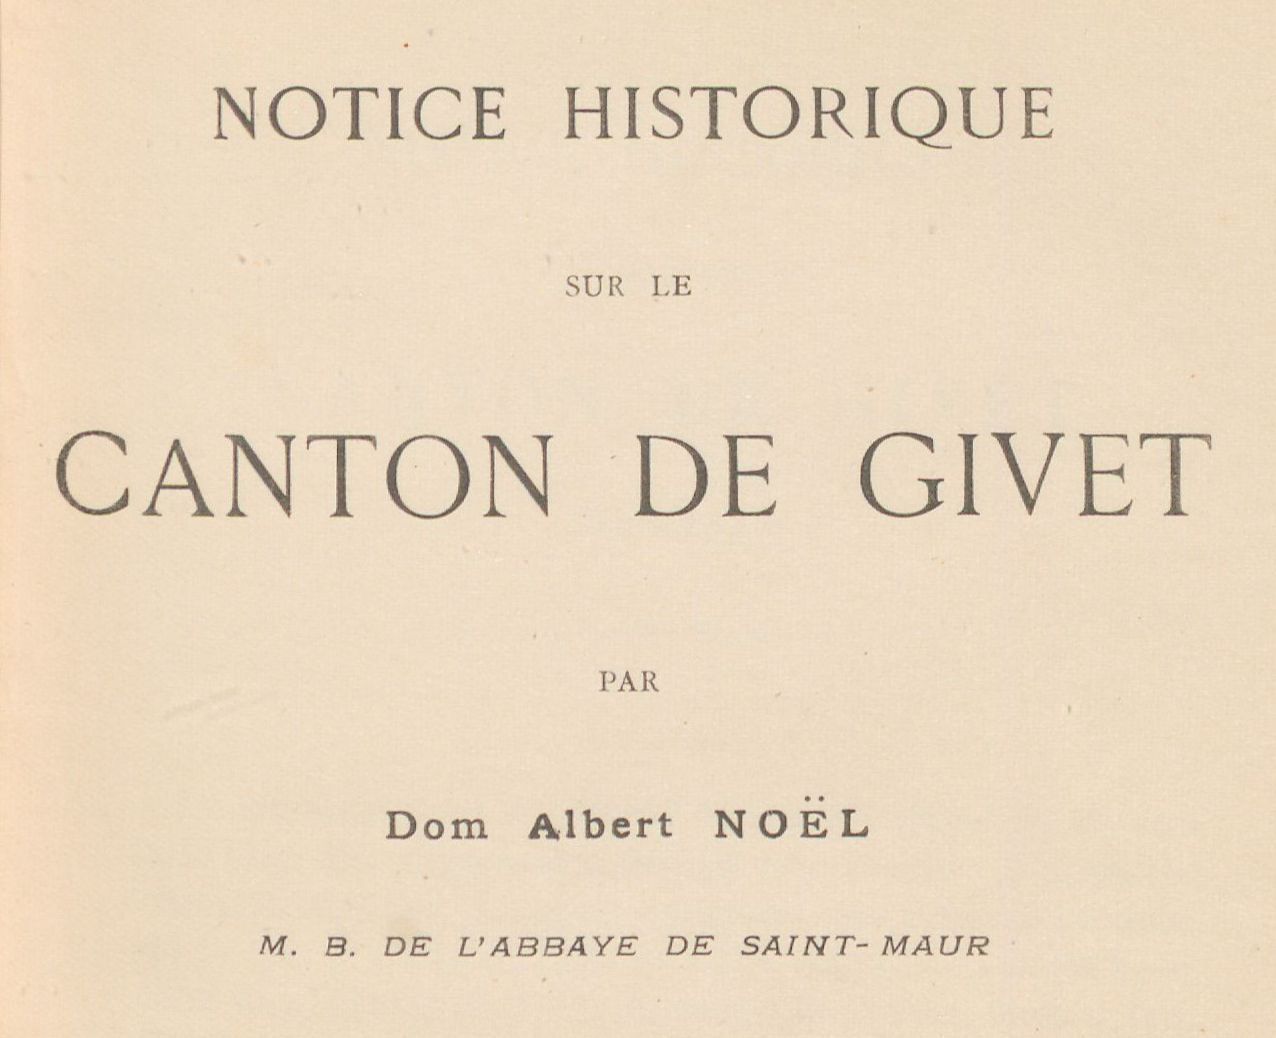 NOTICE HISTORIQUE
SUR LE
CANTON DE GIVET
PAR
Dom Albert NOËL
M. B. DE L'ABBAYE DE SAINT-MAUR